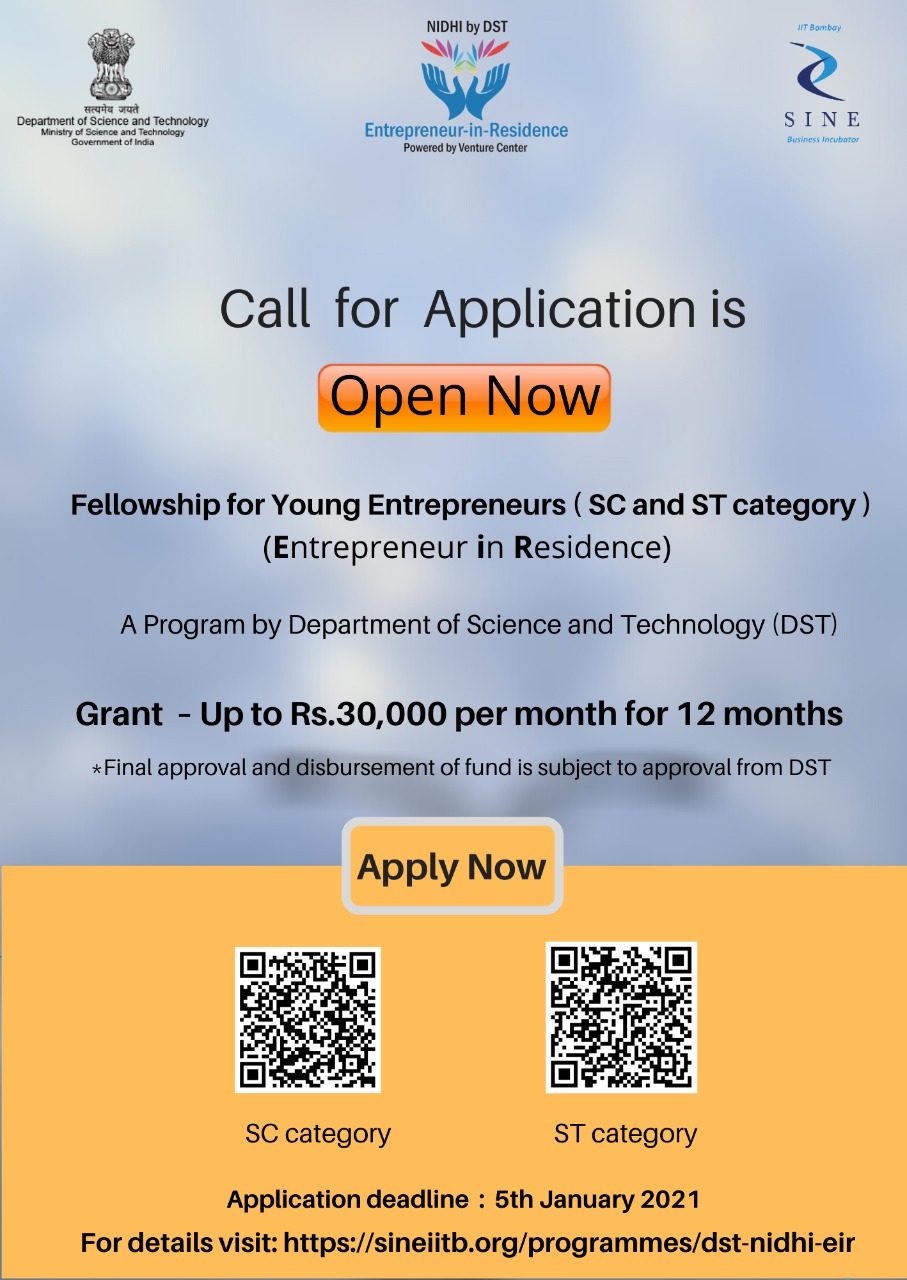 NIDHI by DST
IIT Bombay
सत्यमेव जयते
Department of Science and Technology
Ministry of Science and Technology
Government of India
Entrepreneur-in-Residence
Powered by Venture Center
SINE
Business Incubator
Call for Application is
Open Now
Fellowship for Young Entrepreneurs ( SC and ST category )
(Entrepreneur in Residence)
A Program by Department of Science and Technology (DST)
Grant – Up to Rs.30,000 per month for 12 months
*Final approval and disbursement of fund is subject to approval from DST
Apply Now
SC category
ST category
Application deadline : 5th January 2021
For details visit: https://sineiitb.org/programmes/dst-nidhi-eir